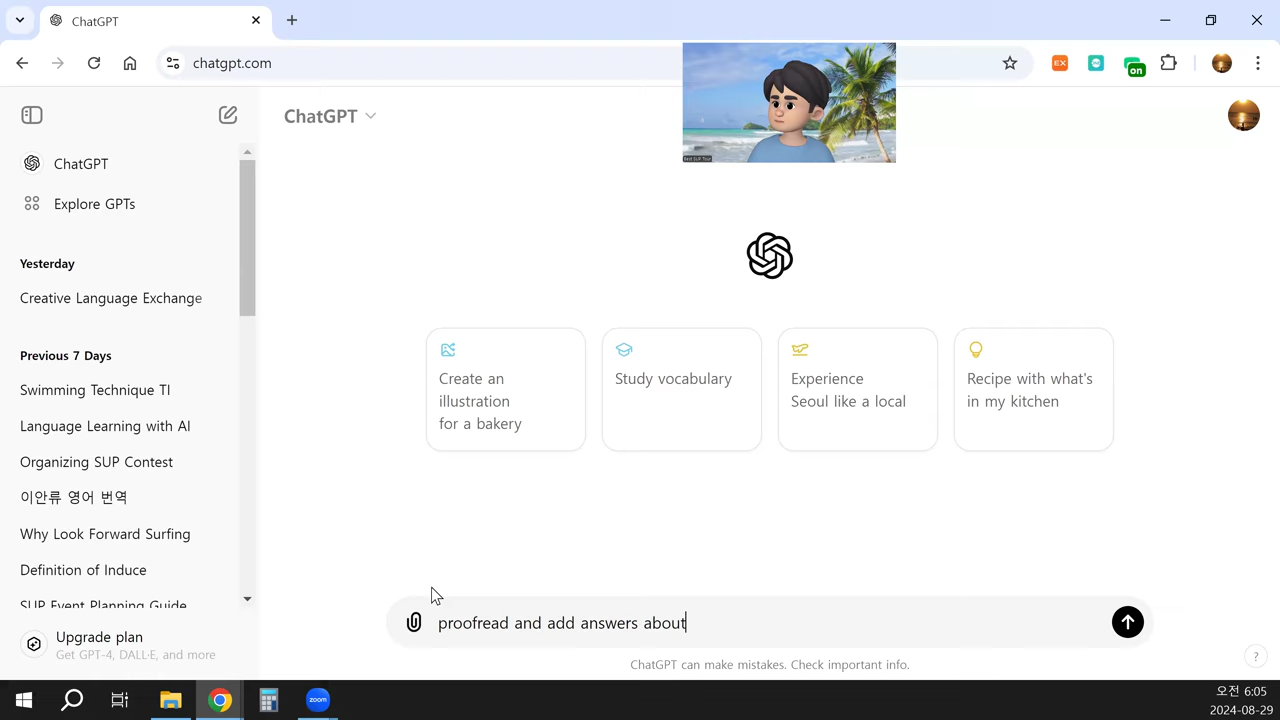 ChatGPT
chatgpt.com
on
ChatGPT
ChatGPT
Explore GPTs
Yesterday
Creative Language Exchange
Previous 7 Days
Swimming Technique TI
Language Learning with AI
Organizing SUP Contest
이안류 영어 번역
Why Look Forward Surfing
Definition of Induce
SUP Event Planning Guide
Upgrade plan
Get GPT-4, DALL·E, and more
Best SUP Tour
Create an
illustration
for a bakery
Study vocabulary
Experience
Seoul like a local
Recipe with what's
in my kitchen
proofread and add answers about
ChatGPT can make mistakes. Check important info.
?
zoom
오전 6:05
2024-08-29